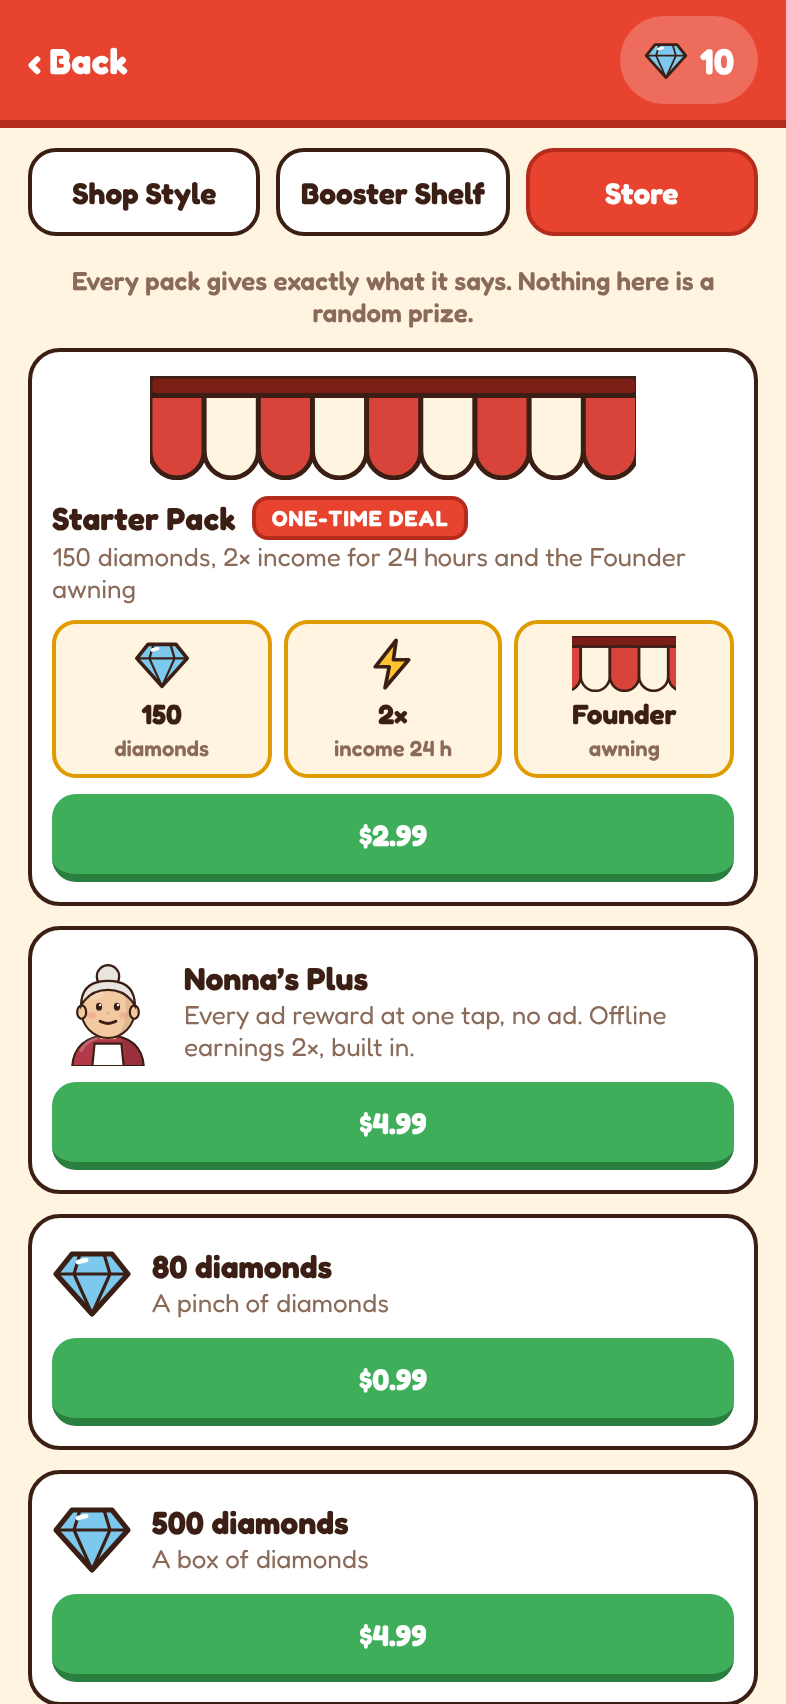 ‹ Back
10
Shop Style
Booster Shelf
Store
Every pack gives exactly what it says. Nothing here is a
random prize.
Starter Pack
ONE-TIME DEAL
150 diamonds, 2× income for 24 hours and the Founder
awning
150
diamonds
2×
income 24 h
Founder
awning
$2.99
Nonna’s Plus
Every ad reward at one tap, no ad. Offline
earnings 2×, built in.
$4.99
80 diamonds
A pinch of diamonds
$0.99
500 diamonds
A box of diamonds
$4.99